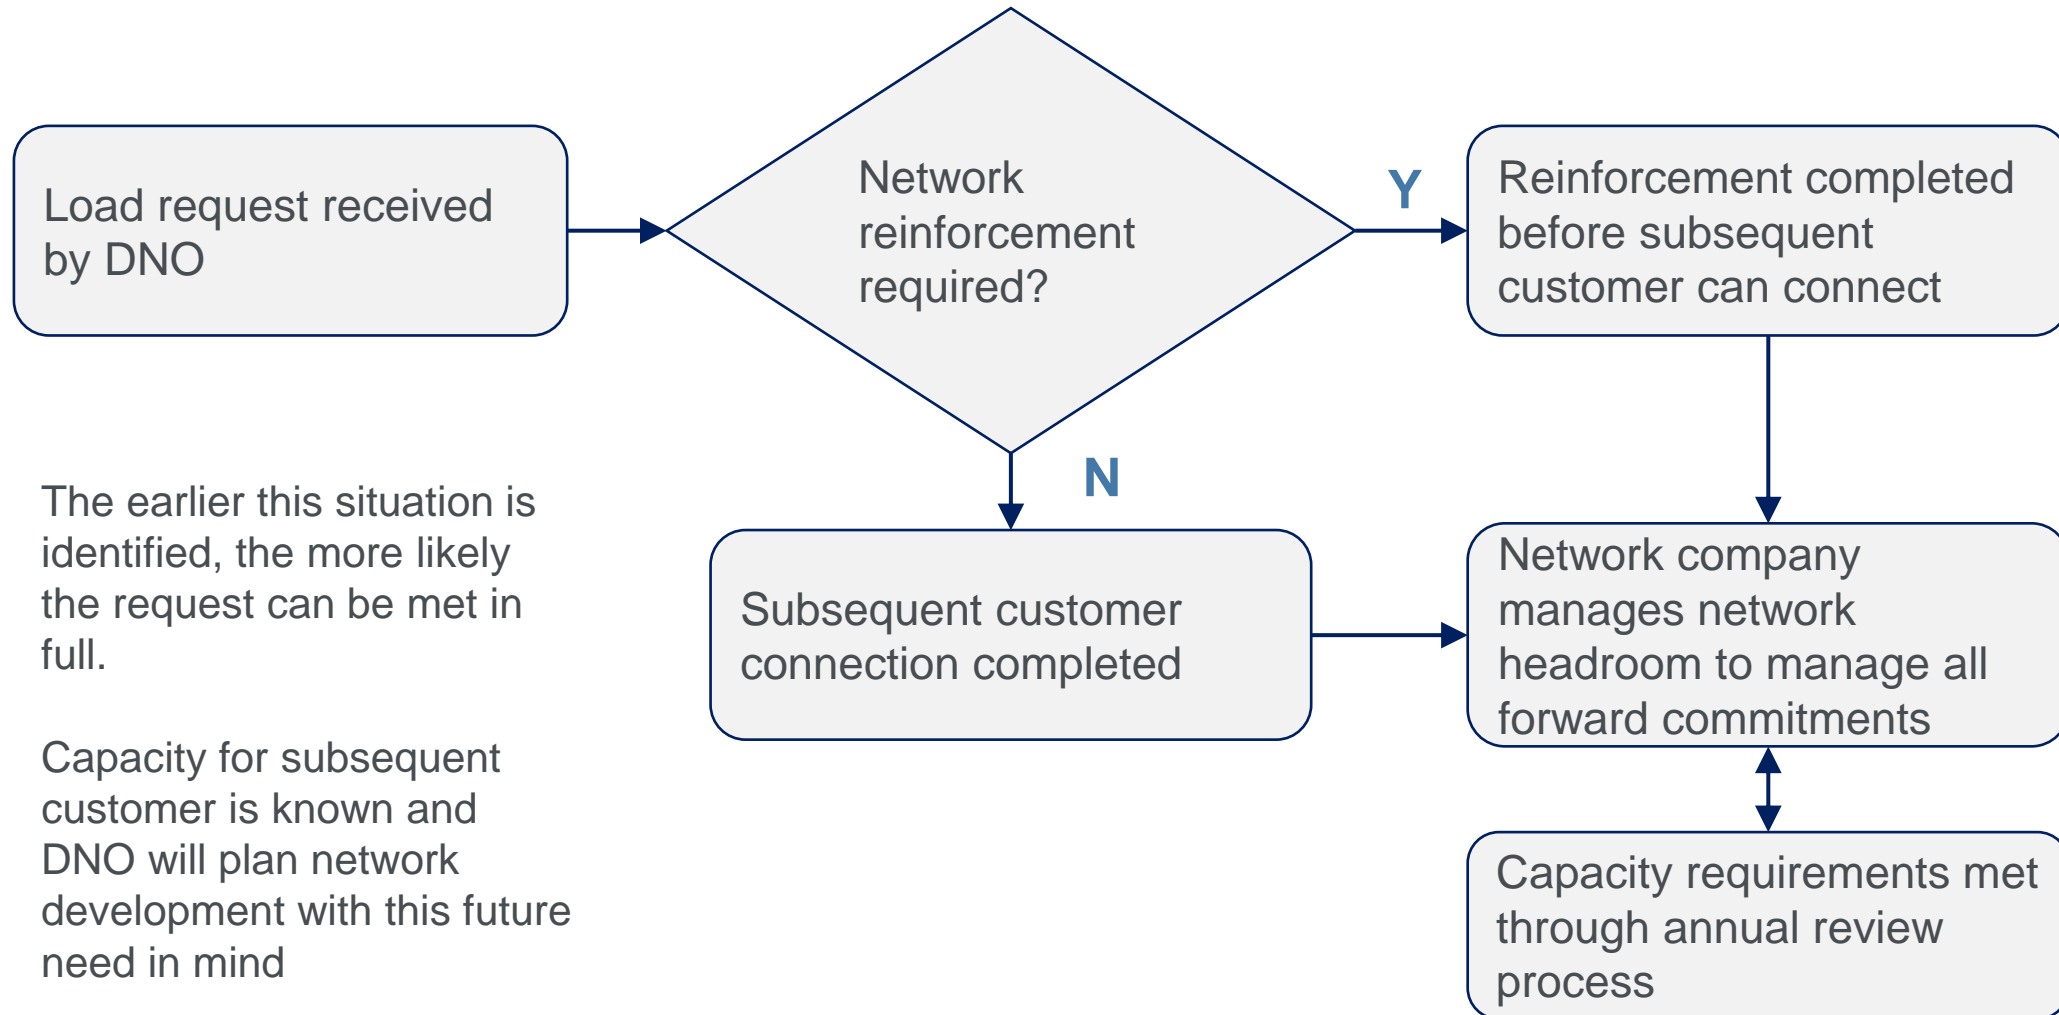 Load request received
by DNO
Network
reinforcement
required?
Y
Reinforcement completed
before subsequent
customer can connect
N
The earlier this situation is
identified, the more likely
the request can be met in
full.
Capacity for subsequent
customer is known and
DNO will plan network
development with this future
need in mind
Subsequent customer
connection completed
Network company
manages network
headroom to manage all
forward commitments
Capacity requirements met
through annual review
process